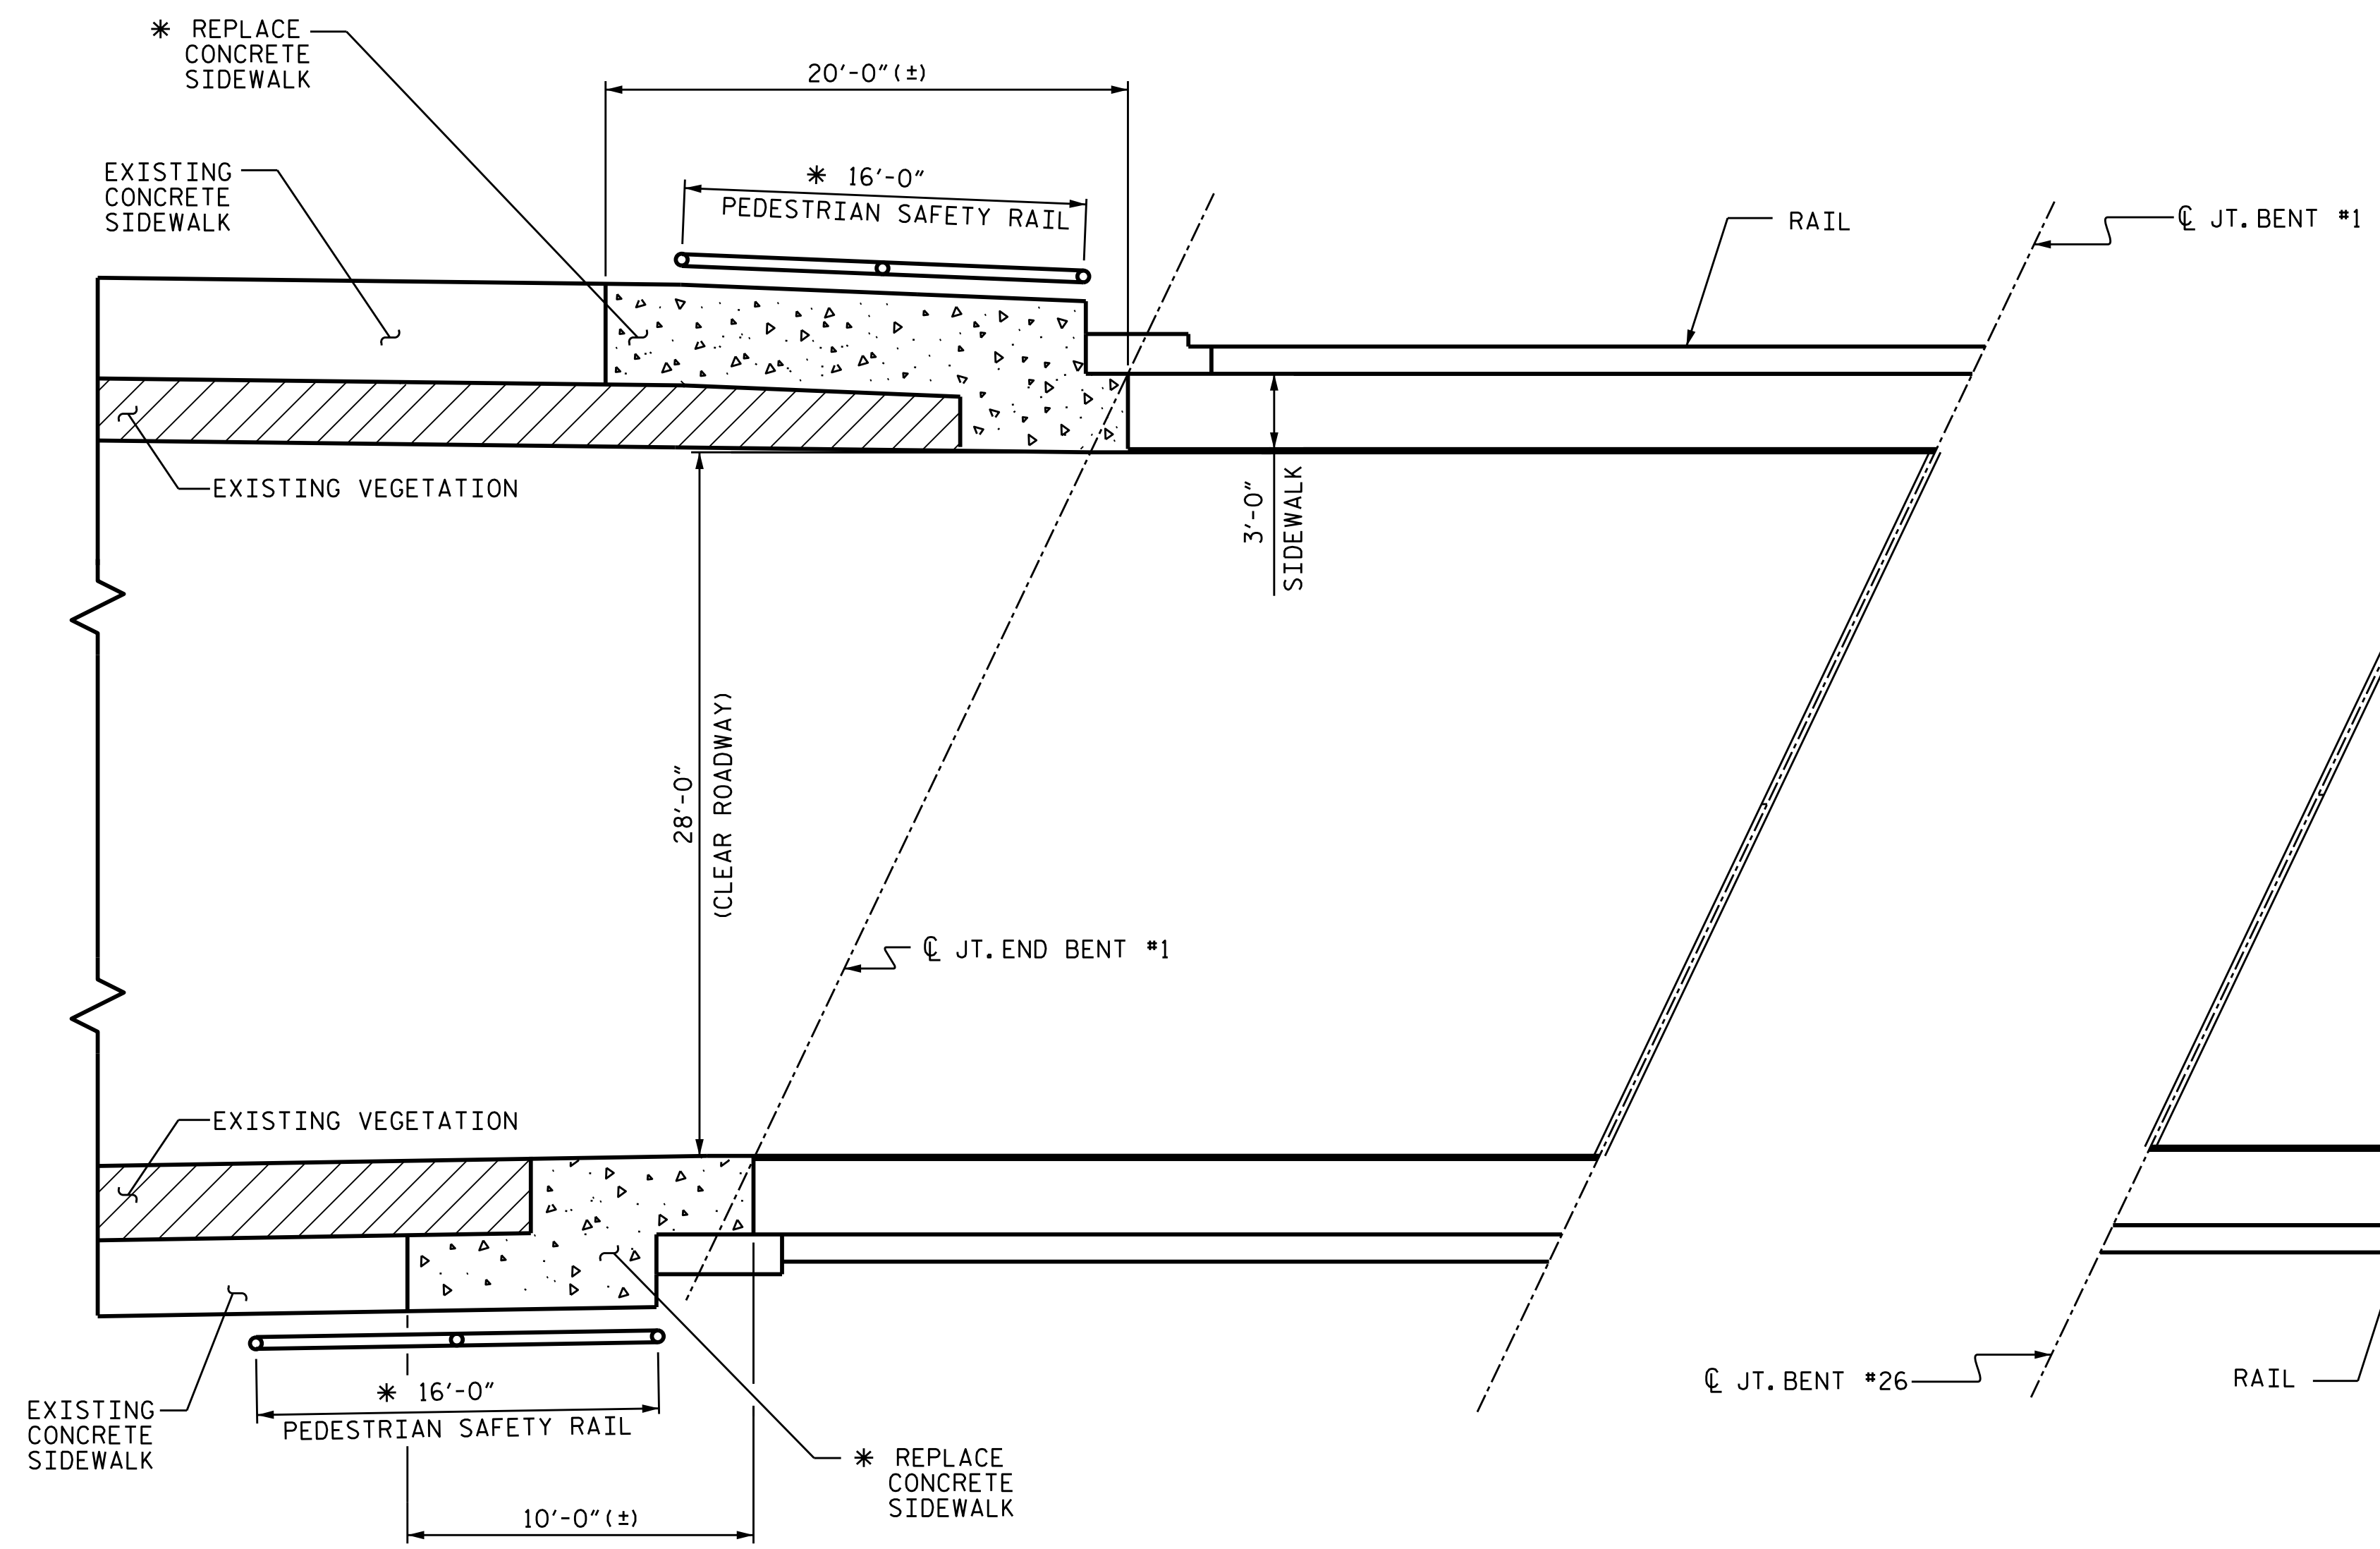 ✳ REPLACE
CONCRETE
SIDEWALK
20'-0"(±)
✳ 16'-0"
PEDESTRIAN SAFETY RAIL
EXISTING
CONCRETE
SIDEWALK
RAIL
℄ JT. BENT #1
EXISTING VEGETATION
3'-0"
SIDEWALK
28'-0"
(CLEAR ROADWAY)
℄ JT. END BENT #1
EXISTING VEGETATION
EXISTING
CONCRETE
SIDEWALK
✳ 16'-0"
PEDESTRIAN SAFETY RAIL
℄ JT. BENT #26
RAIL
✳ REPLACE
CONCRETE
SIDEWALK
10'-0"(±)